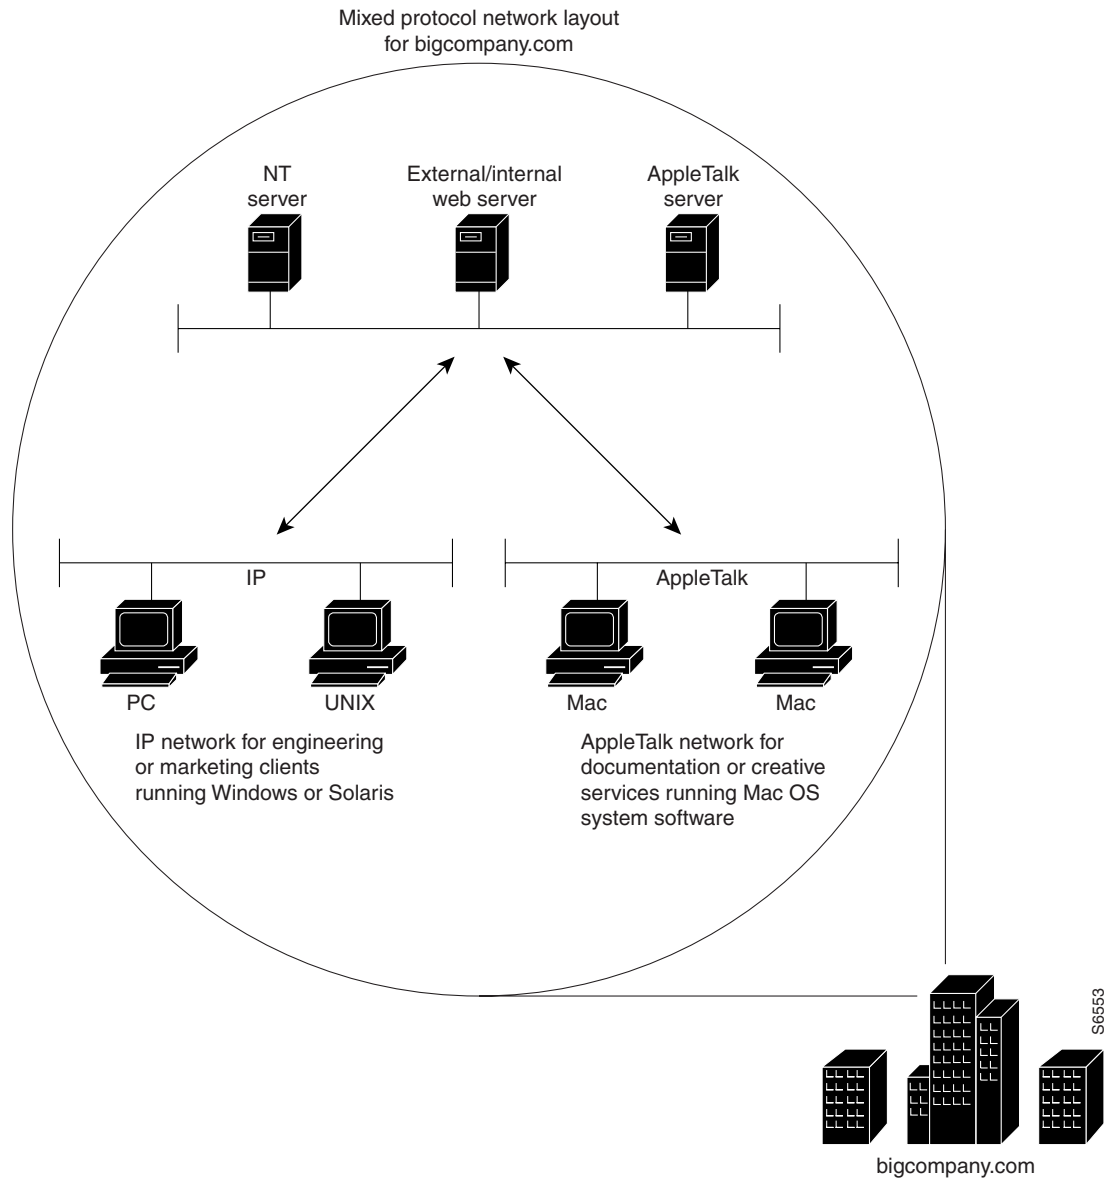 Mixed protocol network layout
for bigcompany.com
NT
server
External/internal
web server
AppleTalk
server
IP
AppleTalk
PC
UNIX
Mac
Mac
IP network for engineering
or marketing clients
running Windows or Solaris
AppleTalk network for
documentation or creative
services running Mac OS
system software
S6553
bigcompany.com